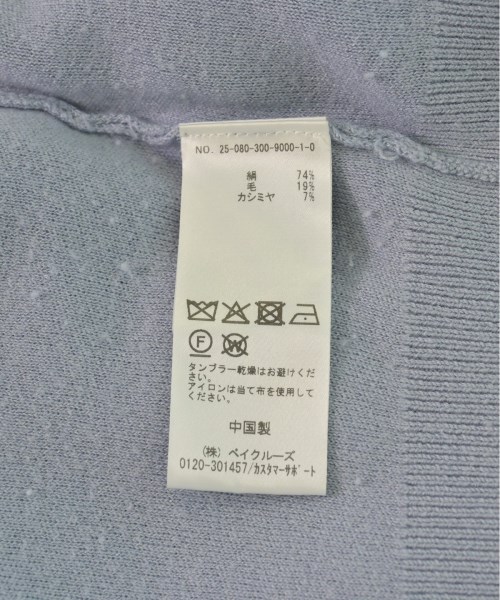 NO. 25-080-300-9000-1-0
絹 74%
毛 19%
カシミヤ 7%
F
W
タンブラー乾燥はお避けくだ
さい。
アイロンは当て布を使用して
ください。
中国製
(株) ベイクルーズ
0120-301457/カスタマーサポート